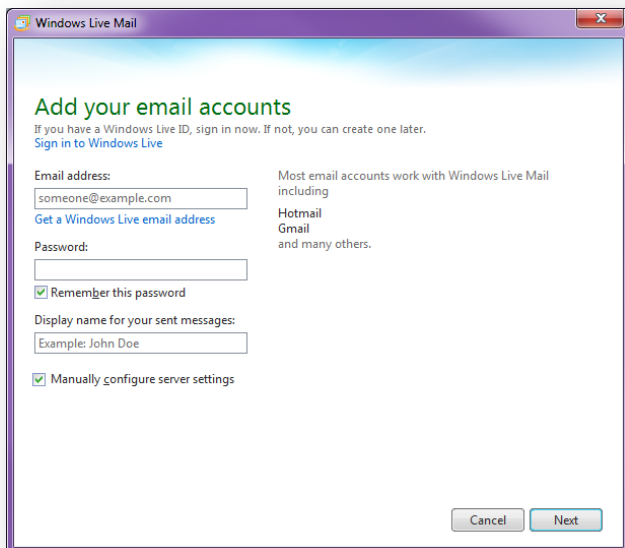 Windows Live Mail
Add your email accounts
If you have a Windows Live ID, sign in now. If not, you can create one later.
Sign in to Windows Live
Email address:
someone@example.com
Get a Windows Live email address
Password:
Remember this password
Display name for your sent messages:
Example: John Doe
Manually configure server settings
Most email accounts work with Windows Live Mail
including
Hotmail
Gmail
and many others.
Cancel
Next